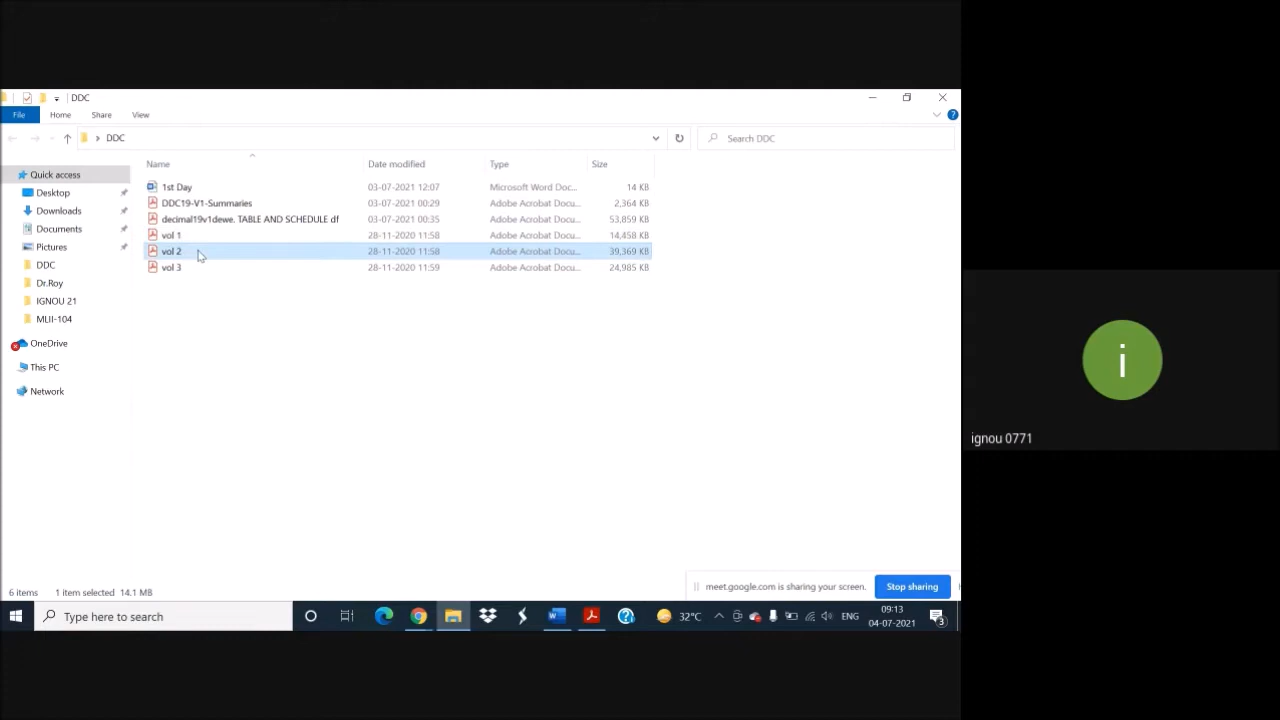 DDC
File Home Share View
DDC
Search DDC
Name Date modified Type Size
Quick access
Desktop
Downloads
Documents
Pictures
DDC
Dr.Roy
IGNOU 21
MLII-104
OneDrive
This PC
Network
1st Day 03-07-2021 12:07 Microsoft Word Doc... 14 KB
DDC19-V1-Summaries 03-07-2021 00:29 Adobe Acrobat Docu... 2,364 KB
decimal19v1dewe. TABLE AND SCHEDULE df 03-07-2021 00:35 Adobe Acrobat Docu... 53,859 KB
vol 1 28-11-2020 11:58 Adobe Acrobat Docu... 14,458 KB
vol 2 28-11-2020 11:58 Adobe Acrobat Docu... 39,369 KB
vol 3 28-11-2020 11:59 Adobe Acrobat Docu... 24,985 KB
i
ignou 0771
meet.google.com is sharing your screen. Stop sharing
6 items 1 item selected 14.1 MB
Type here to search
32°C ENG 09:13
04-07-2021
3